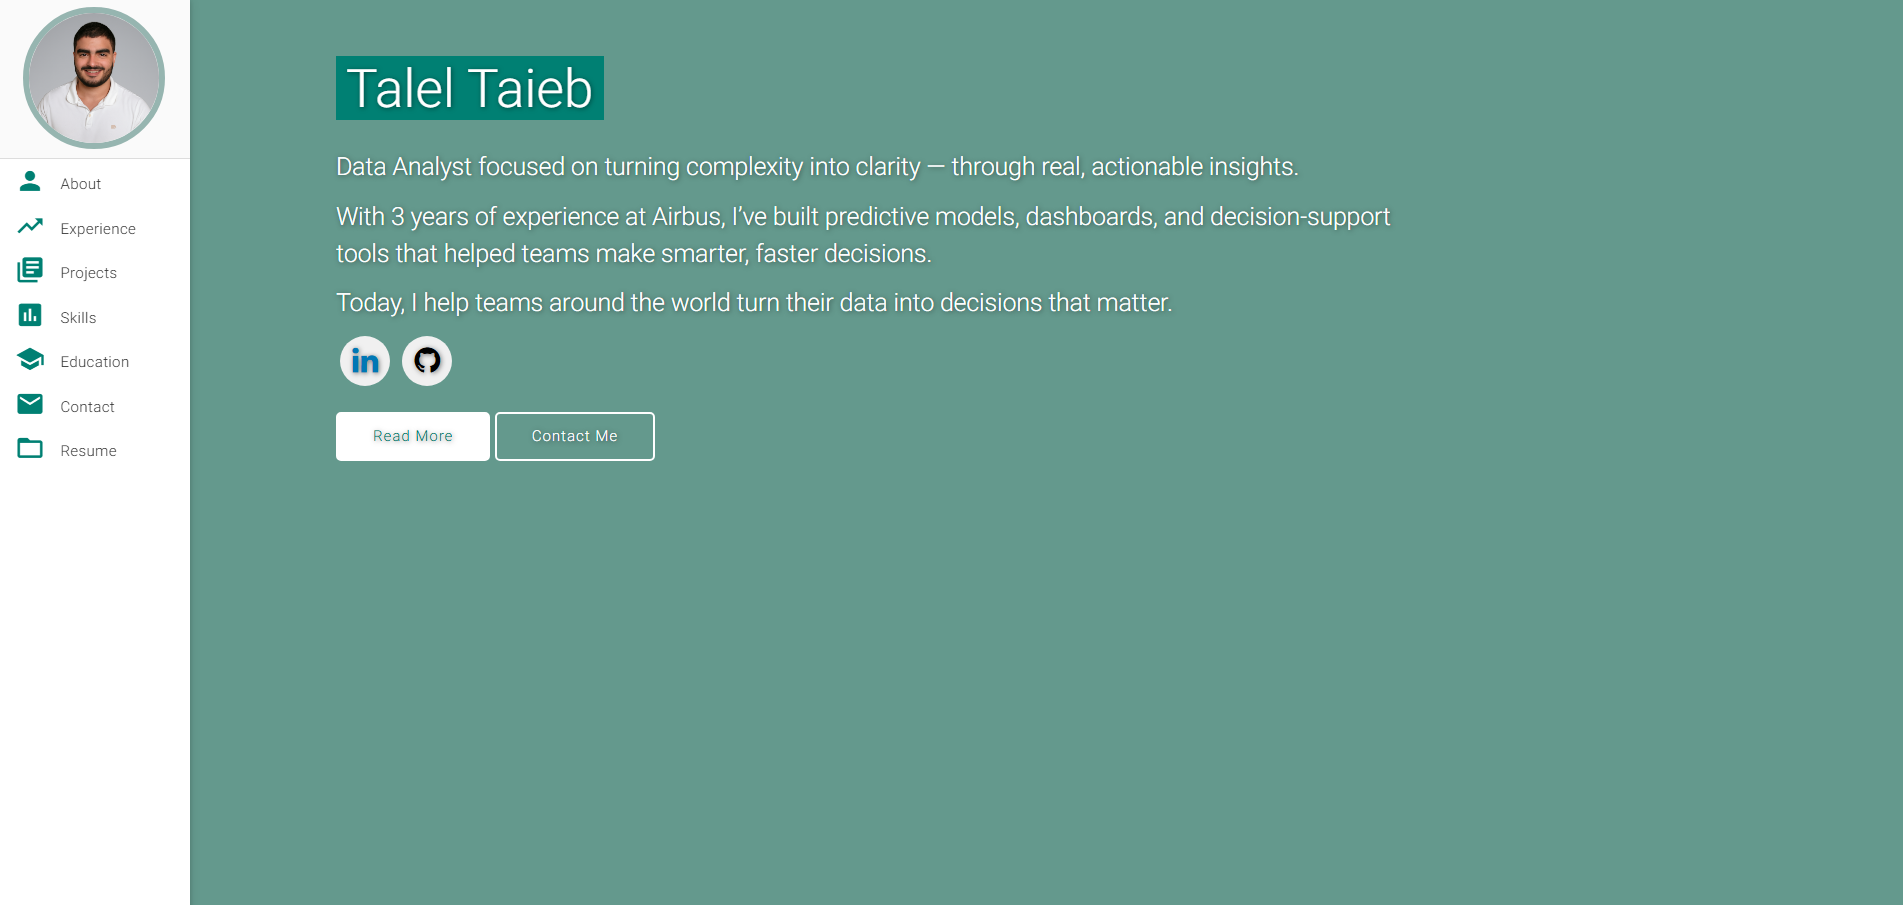 About
Experience
Projects
Skills
Education
Contact
Resume
Talel Taieb
Data Analyst focused on turning complexity into clarity — through real, actionable insights.
With 3 years of experience at Airbus, I’ve built predictive models, dashboards, and decision-support
tools that helped teams make smarter, faster decisions.
Today, I help teams around the world turn their data into decisions that matter.
in
Read More
Contact Me